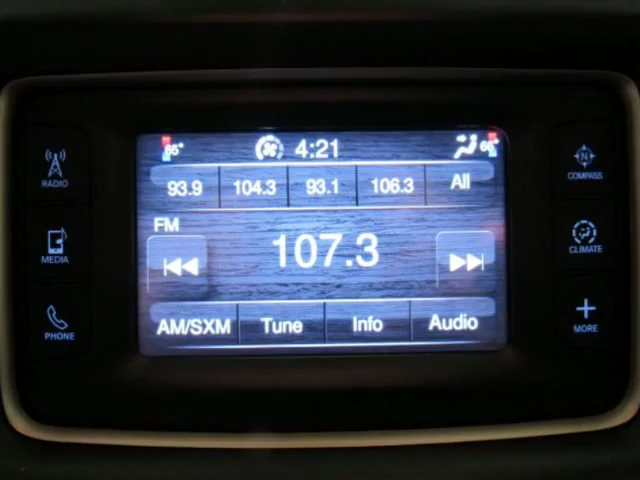 65° 4:21 66°
RADIO
MEDIA
PHONE
93.9 104.3 93.1 106.3 All
FM
107.3
AM/SXM Tune Info Audio
N
COMPASS
CLIMATE
MORE